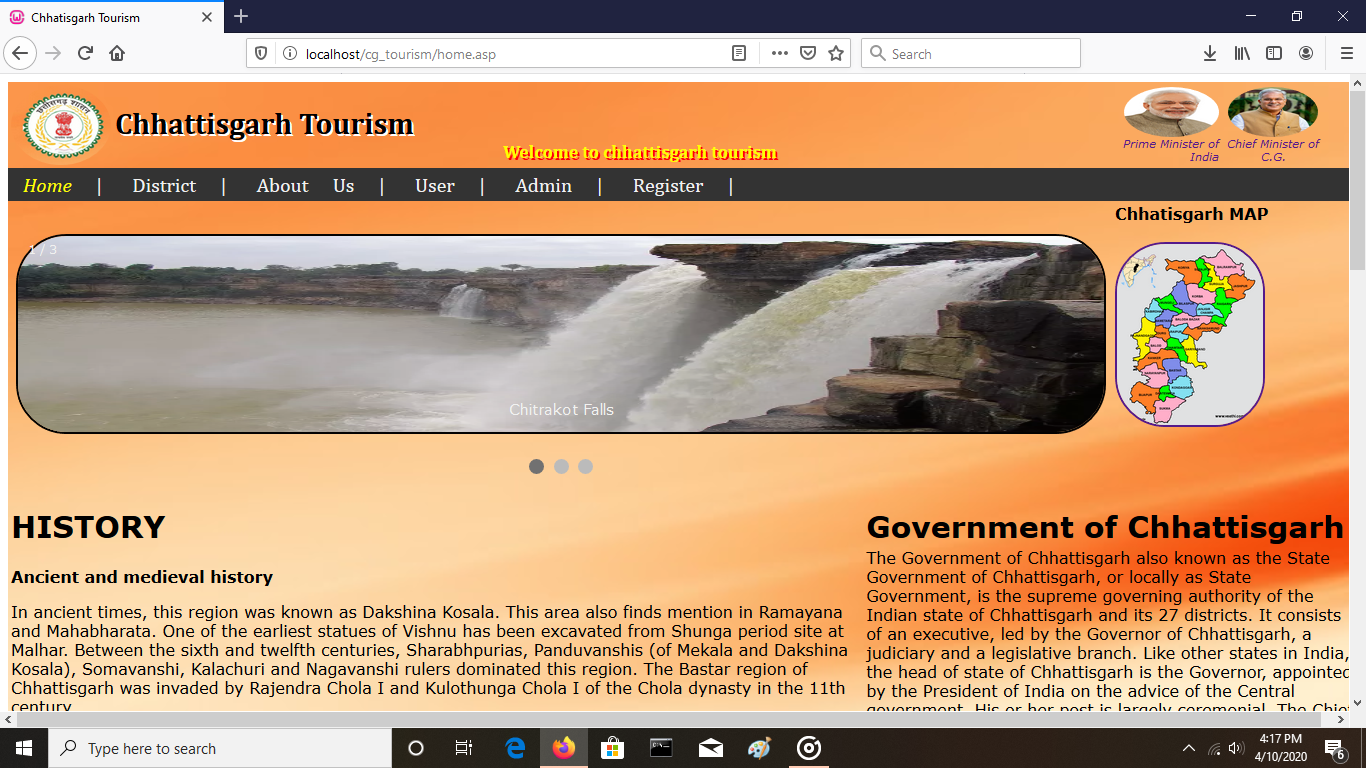 Chhatisgarh Tourism
localhost/cg_tourism/home.asp
Search
छत्तीसगढ़ शासन
Chhattisgarh Tourism
Welcome to chhattisgarh tourism
Prime Minister of
India
Chief Minister of
C.G.
Home | District | About Us | User | Admin | Register |
Chhatisgarh MAP
1 / 3
Chitrakot Falls
HISTORY
Ancient and medieval history
In ancient times, this region was known as Dakshina Kosala. This area also finds mention in Ramayana
and Mahabharata. One of the earliest statues of Vishnu has been excavated from Shunga period site at
Malhar. Between the sixth and twelfth centuries, Sharabhpurias, Panduvanshis (of Mekala and Dakshina
Kosala), Somavanshi, Kalachuri and Nagavanshi rulers dominated this region. The Bastar region of
Chhattisgarh was invaded by Rajendra Chola I and Kulothunga Chola I of the Chola dynasty in the 11th
century.
Government of Chhattisgarh
The Government of Chhattisgarh also known as the State
Government of Chhattisgarh, or locally as State
Government, is the supreme governing authority of the
Indian state of Chhattisgarh and its 27 districts. It consists
of an executive, led by the Governor of Chhattisgarh, a
judiciary and a legislative branch. Like other states in India,
the head of state of Chhattisgarh is the Governor, appointed
by the President of India on the advice of the Central
government. His or her post is largely ceremonial. The Chief
Type here to search
4:17 PM
4/10/2020
6